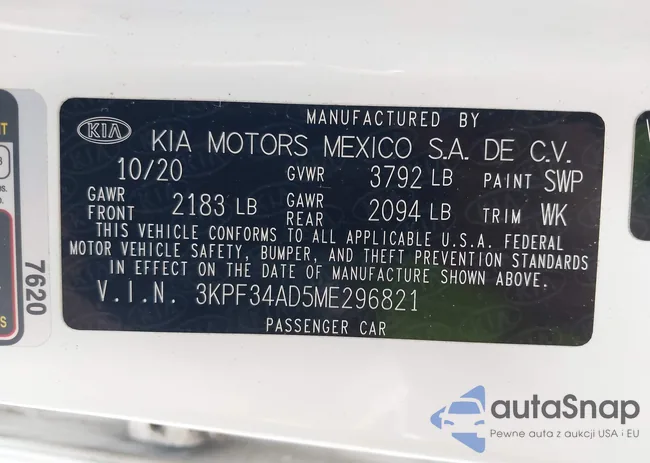 MANUFACTURED BY
KIA KIA MOTORS MEXICO S.A. DE C.V.
10/20 GVWR 3792 LB PAINT SWP
GAWR FRONT 2183 LB GAWR REAR 2094 LB TRIM WK
THIS VEHICLE CONFORMS TO ALL APPLICABLE U.S.A. FEDERAL
MOTOR VEHICLE SAFETY, BUMPER, AND THEFT PREVENTION STANDARDS
IN EFFECT ON THE DATE OF MANUFACTURE SHOWN ABOVE.
V.I.N. 3KPF34AD5ME296821
PASSENGER CAR
7620
autaSnap
Pewne auta z aukcji USA i EU